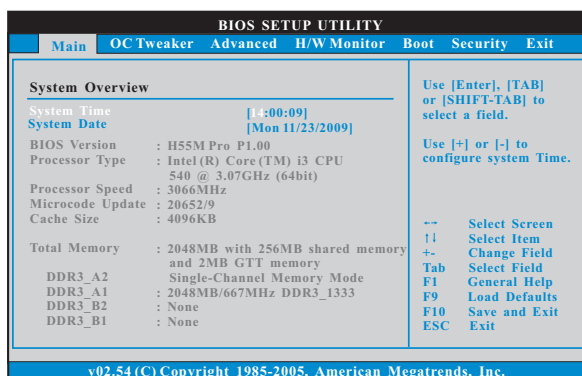 BIOS SETUP UTILITY
Main OC Tweaker Advanced H/W Monitor Boot Security Exit
System Overview
System Time [14:00:09]
System Date [Mon 11/23/2009]
BIOS Version : H55M Pro P1.00
Processor Type : Intel (R) Core (TM) i3 CPU
540 @ 3.07GHz (64bit)
Processor Speed : 3066MHz
Microcode Update : 20652/9
Cache Size : 4096KB
Total Memory : 2048MB with 256MB shared memory
and 2MB GTT memory
DDR3_A2 Single-Channel Memory Mode
DDR3_A1 : 2048MB/667MHz DDR3_1333
DDR3_B2 : None
DDR3_B1 : None
Use [Enter], [TAB]
or [SHIFT-TAB] to
select a field.
Use [+] or [-] to
configure system Time.
←→ Select Screen
↑↓ Select Item
+- Change Field
Tab Select Field
F1 General Help
F9 Load Defaults
F10 Save and Exit
ESC Exit
v02.54 (C) Copyright 1985-2005, American Megatrends, Inc.